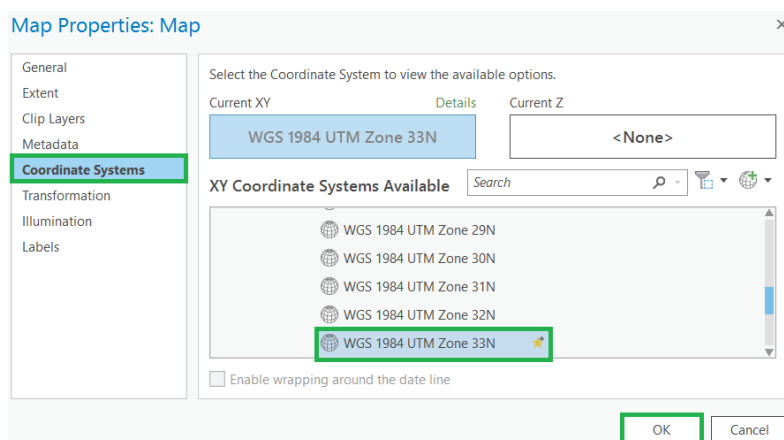 Map Properties: Map
General
Extent
Clip Layers
Metadata
Coordinate Systems
Transformation
Illumination
Labels
Select the Coordinate System to view the available options.
Current XY Details Current Z
WGS 1984 UTM Zone 33N <None>
XY Coordinate Systems Available Search
WGS 1984 UTM Zone 29N
WGS 1984 UTM Zone 30N
WGS 1984 UTM Zone 31N
WGS 1984 UTM Zone 32N
WGS 1984 UTM Zone 33N
Enable wrapping around the date line
OK Cancel